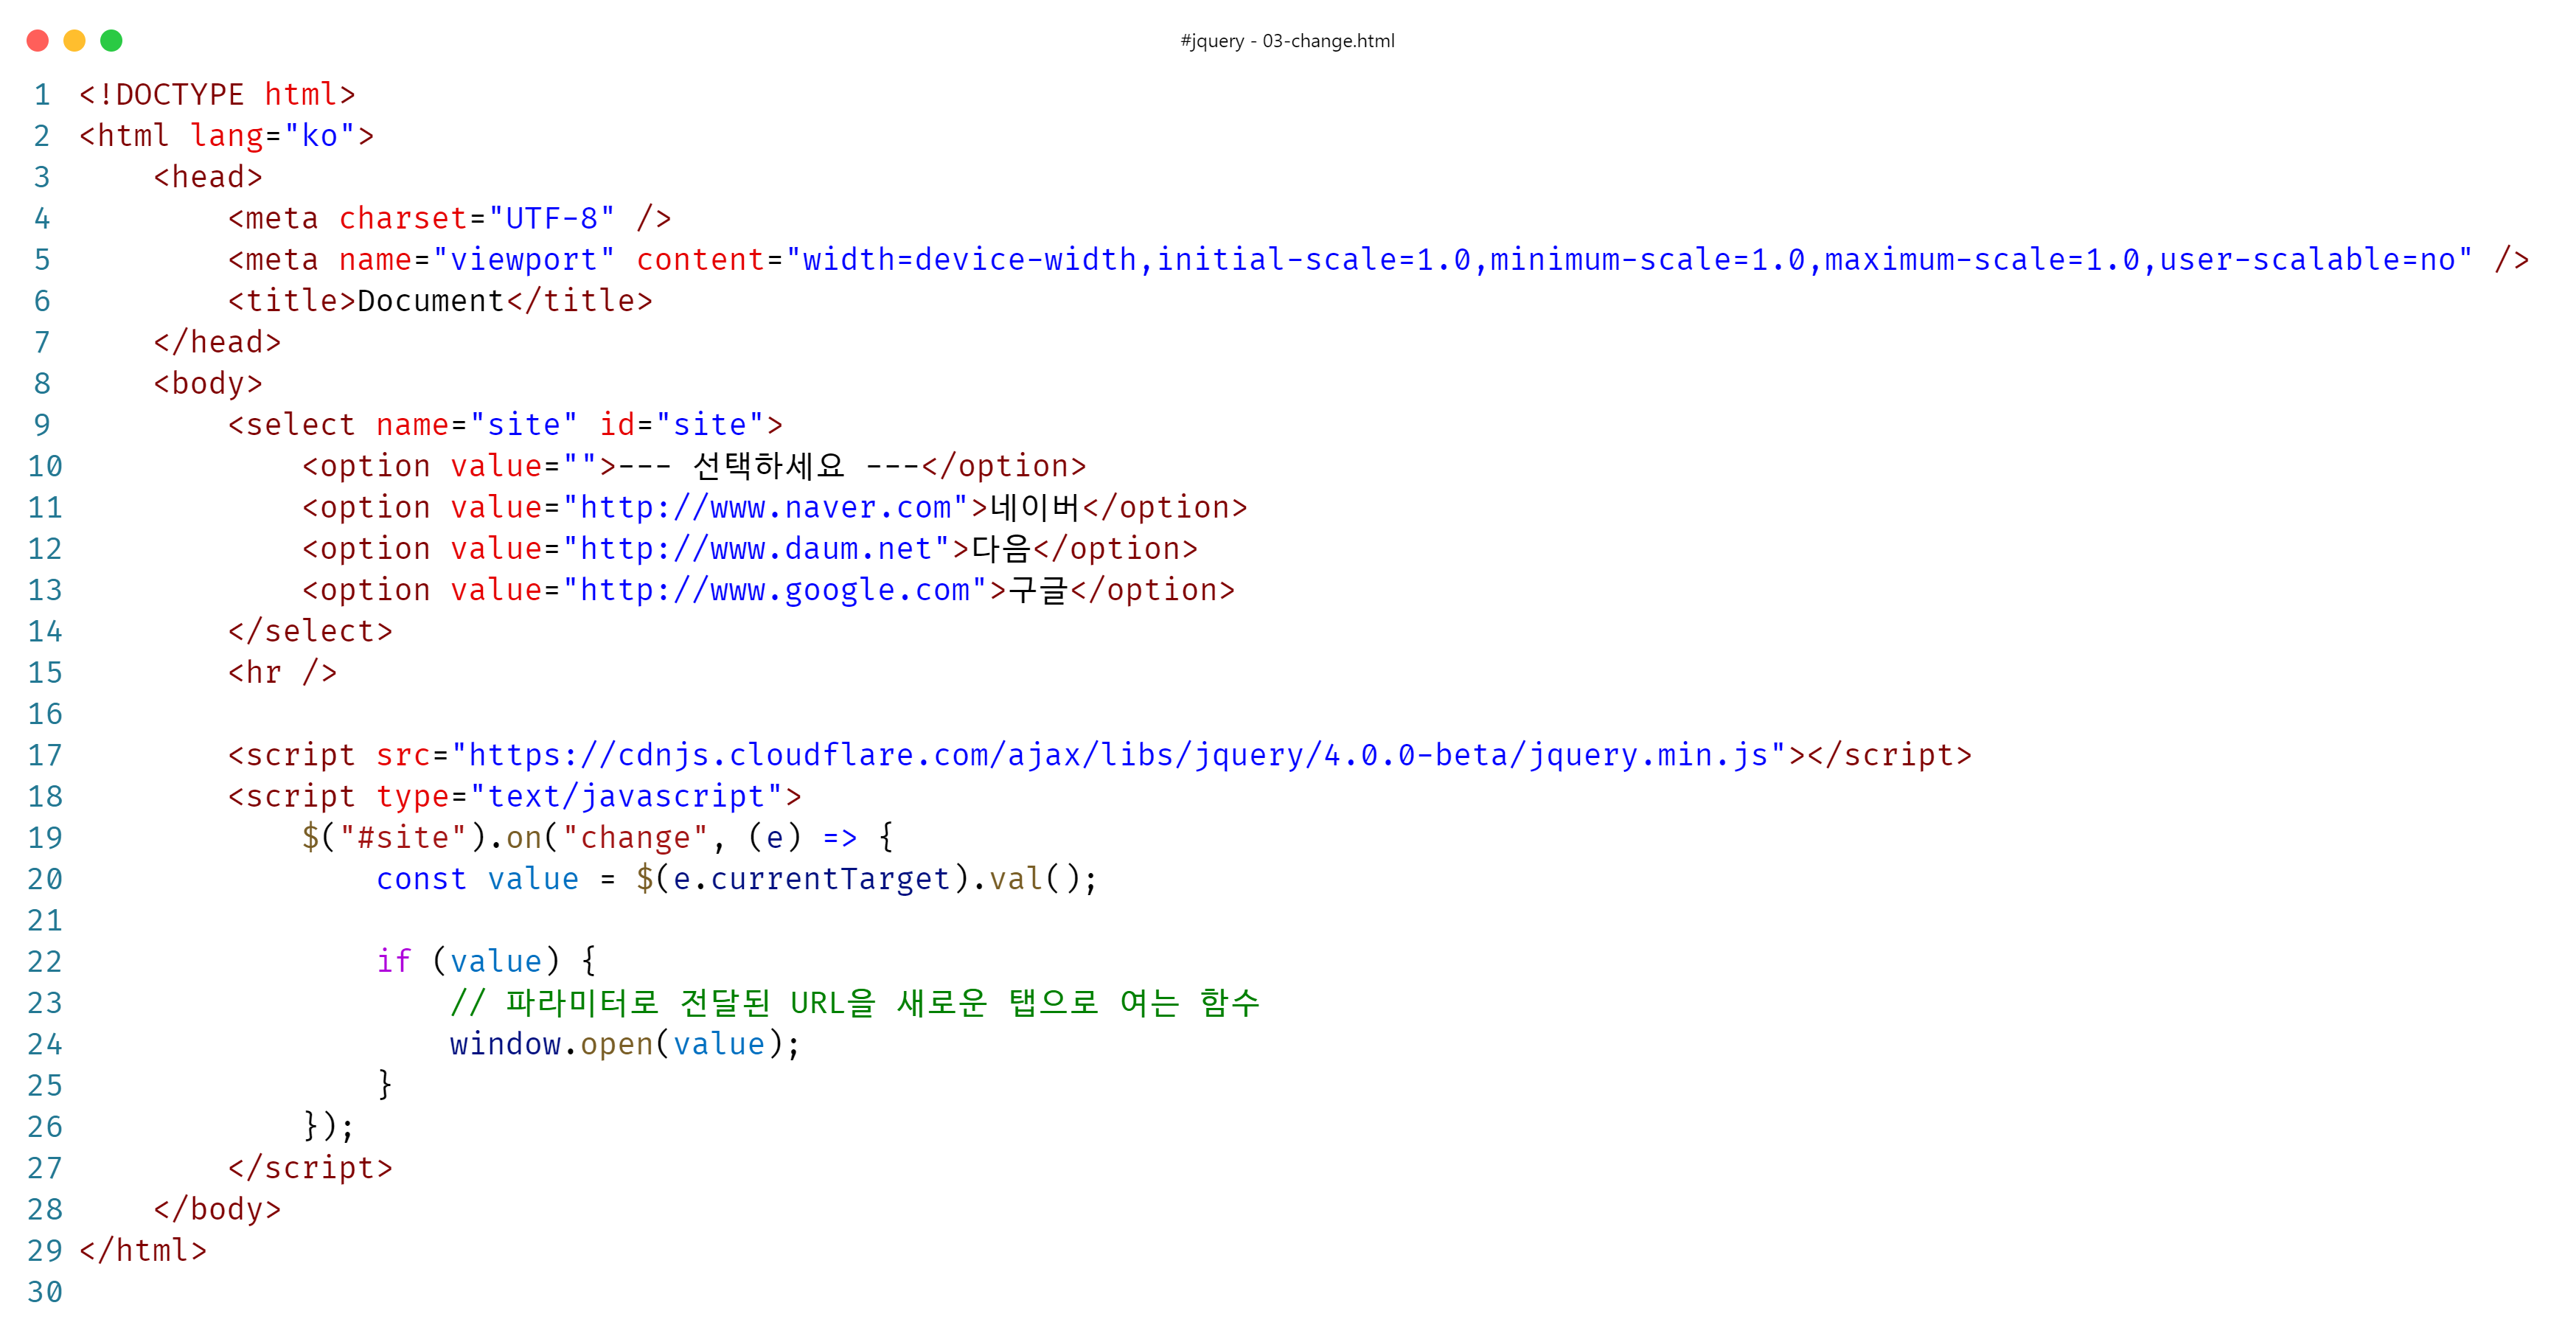 #jquery - 03-change.html
1 <!DOCTYPE html>
2 <html lang="ko">
3     <head>
4         <meta charset="UTF-8" />
5         <meta name="viewport" content="width=device-width,initial-scale=1.0,minimum-scale=1.0,maximum-scale=1.0,user-scalable=no" />
6         <title>Document</title>
7     </head>
8     <body>
9         <select name="site" id="site">
10             <option value="">--- 선택하세요 ---</option>
11             <option value="http://www.naver.com">네이버</option>
12             <option value="http://www.daum.net">다음</option>
13             <option value="http://www.google.com">구글</option>
14         </select>
15         <hr />
16
17         <script src="https://cdnjs.cloudflare.com/ajax/libs/jquery/4.0.0-beta/jquery.min.js"></script>
18         <script type="text/javascript">
19             $("#site").on("change", (e) => {
20                 const value = $(e.currentTarget).val();
21
22                 if (value) {
23                     // 파라미터로 전달된 URL을 새로운 탭으로 여는 함수
24                     window.open(value);
25                 }
26             });
27         </script>
28     </body>
29 </html>
30